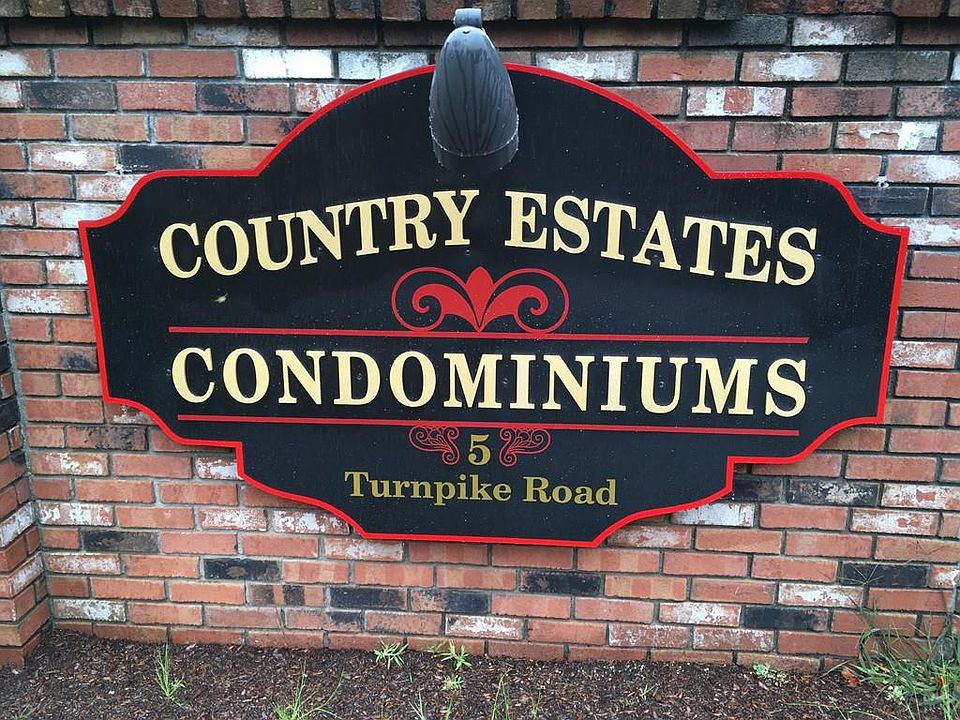 COUNTRY ESTATES
CONDOMINIUMS
5
Turnpike Road